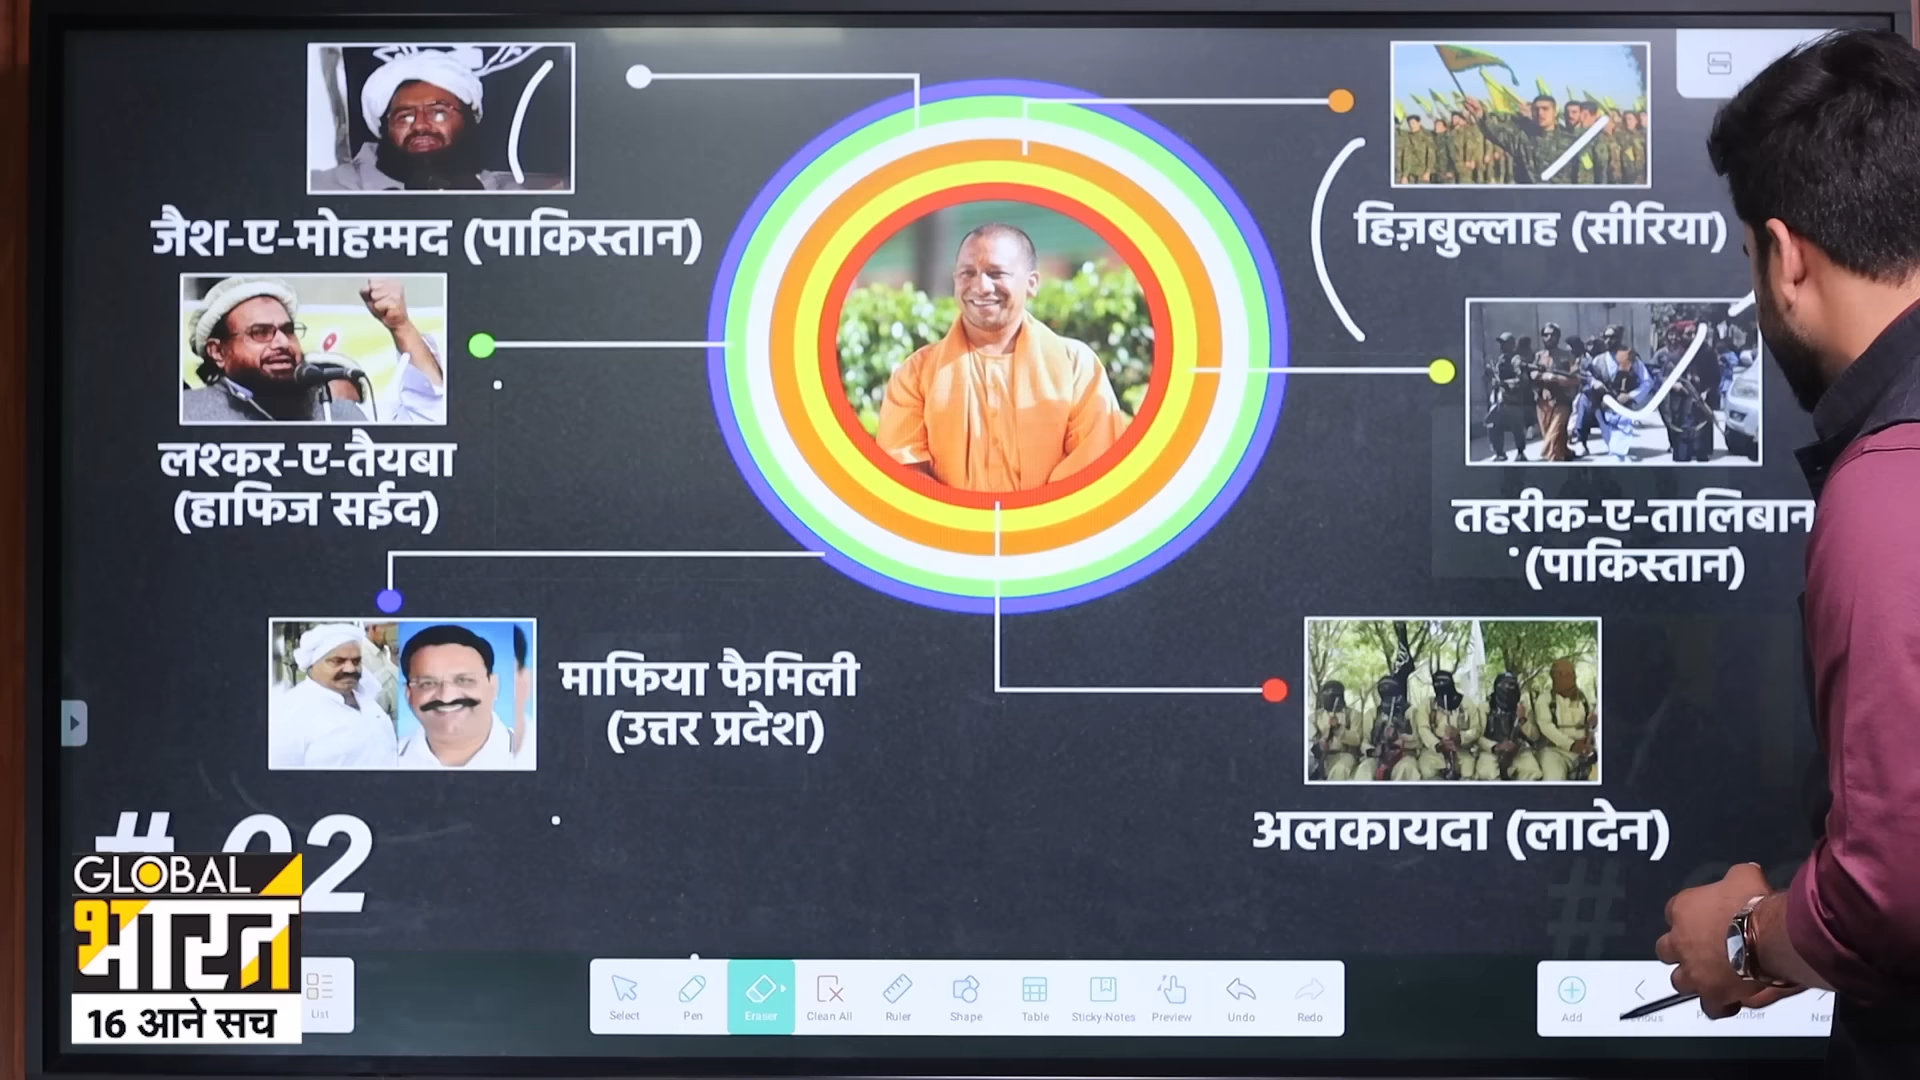 जैश-ए-मोहम्मद (पाकिस्तान)
हिज़बुल्लाह (सीरिया)
लश्कर-ए-तैयबा
(हाफिज सईद)
तहरीक-ए-तालिबान
(पाकिस्तान)
माफिया फैमिली
(उत्तर प्रदेश)
अलकायदा (लादेन)
# 02
GLOBAL
भारत
16 आने सच
List
Select
Pen
Eraser
Clean All
Ruler
Shape
Table
Sticky-Notes
Preview
Undo
Redo
Add